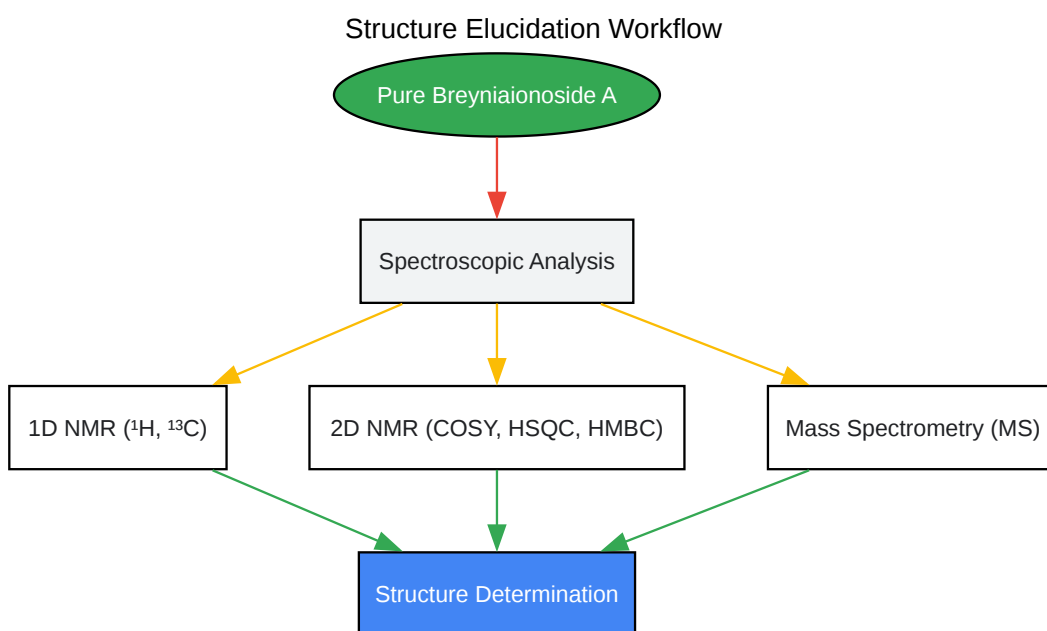 Structure Elucidation Workflow
Pure Breyniaionoside A
Spectroscopic Analysis
1D NMR (¹H, ¹³C)
2D NMR (COSY, HSQC, HMBC)
Mass Spectrometry (MS)
Structure Determination